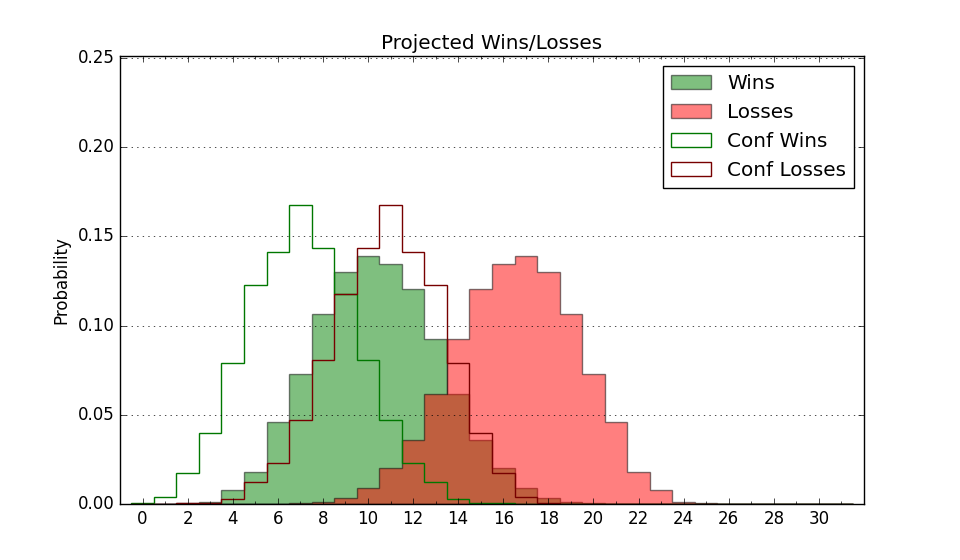 Projected Wins/Losses
0.25
0.20
0.15
0.10
0.05
0.00
Probability
Wins
Losses
Conf Wins
Conf Losses
0 2 4 6 8 10 12 14 16 18 20 22 24 26 28 30